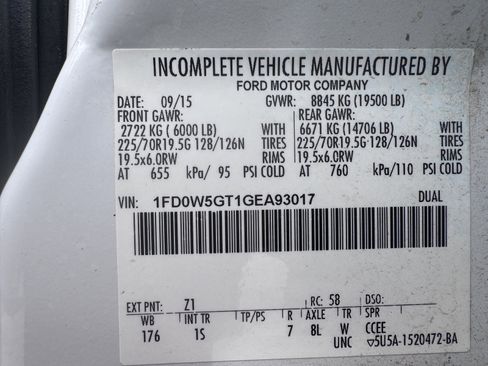 INCOMPLETE VEHICLE MANUFACTURED BY
FORD MOTOR COMPANY
DATE: 09/15 GVWR: 8845 KG (19500 LB)
FRONT GAWR: REAR GAWR:
2722 KG ( 6000 LB) WITH 6671 KG (14706 LB) WITH
225/70R19.5G 128/126N TIRES 225/70R19.5G 128/126N TIRES
19.5x6.0RW RIMS 19.5x6.0RW RIMS
AT 655 kPa/ 95 PSI COLD AT 760 kPa/110 PSI COLD
VIN: 1FD0W5GT1GEA93017 DUAL
EXT PNT: Z1 RC: 58 DSO:
WB INT TR TP/PS R AXLE TR SPR
176 1S 7 8L W CCEE
UNC ▽5U5A-1520472-BA